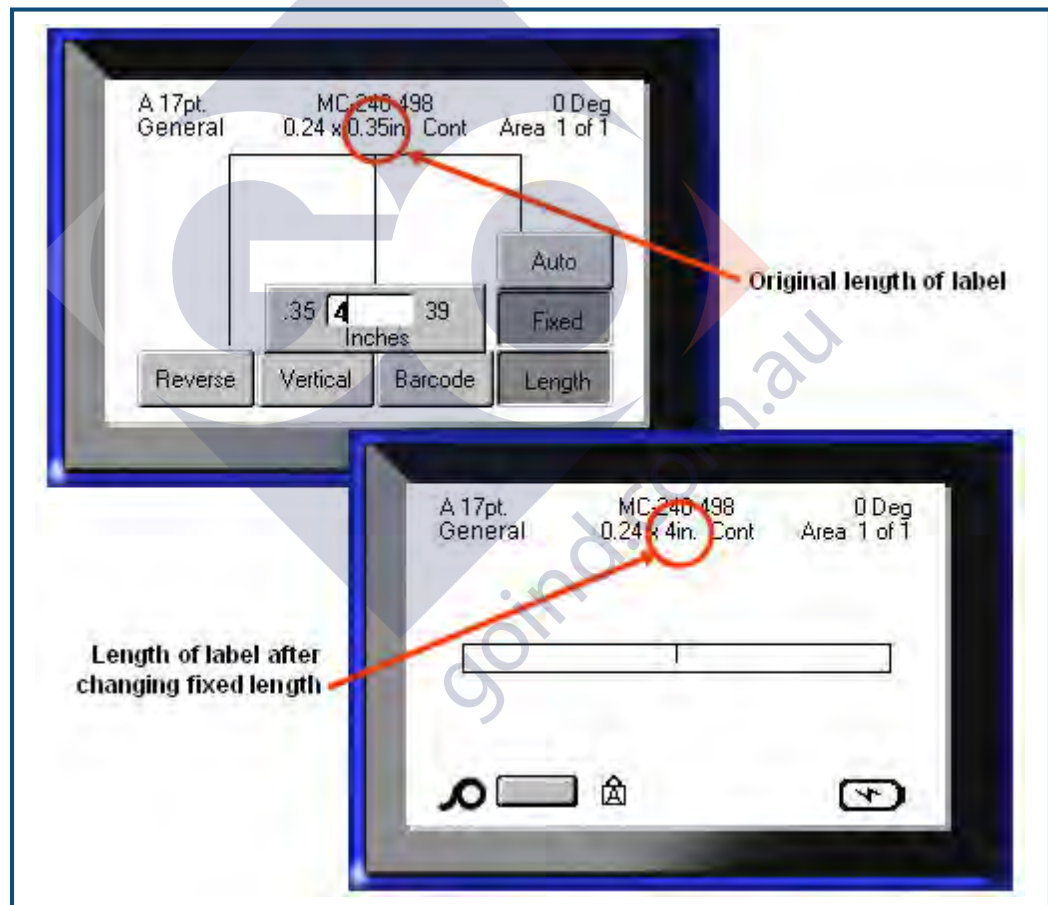 A 17pt. MC-240-498 0 Deg
General 0.24 x 0.35in. Cont Area 1 of 1
Auto
Original length of label
.35 4 39
Fixed
Inches
Reverse Vertical Barcode Length
A 17pt. MC-240-498 0 Deg
General 0.24 x 4in. Cont Area 1 of 1
Length of label after
changing fixed length
A
GO
goind.com.au